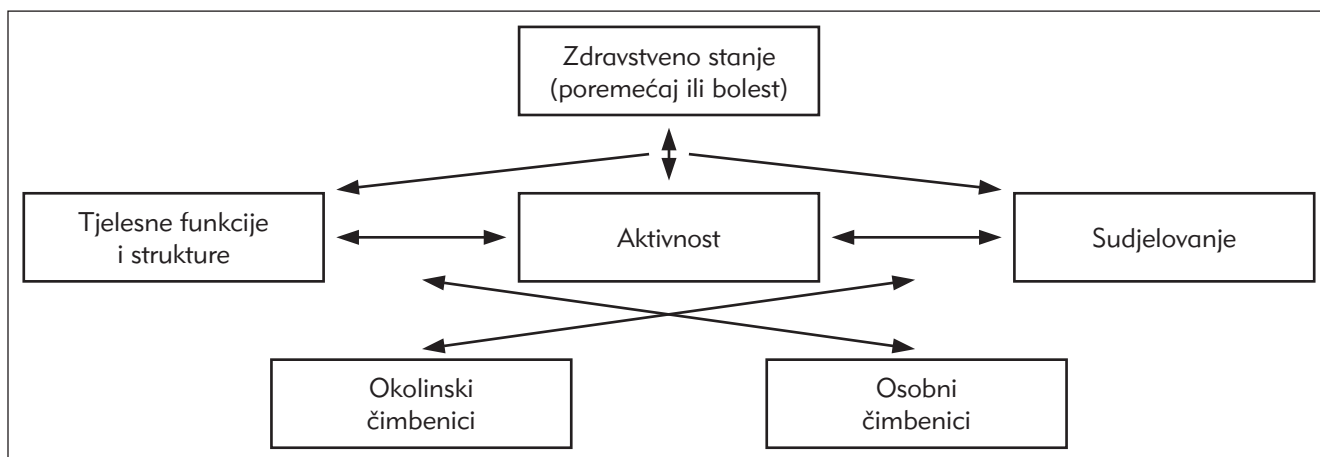 Zdravstveno stanje
(poremećaj ili bolest)
Tjelesne funkcije
i strukture
Aktivnost
Sudjelovanje
Okolinski
čimbenici
Osobni
čimbenici